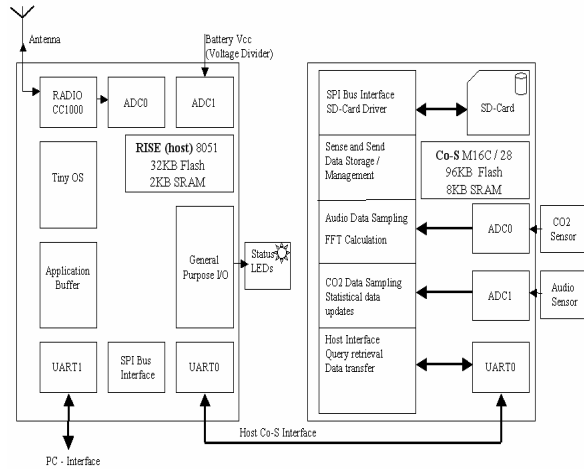 Antenna
Battery Vcc
(Voltage Divider)
RADIO
CC1000
ADC0
ADC1
RISE (host) 8051
32KB Flash
2KB SRAM
Tiny OS
Application
Buffer
General
Purpose I/O
Status
LEDs
UART1
SPI Bus
Interface
UART0
PC - Interface
Host Co-S Interface
SPI Bus Interface
SD-Card Driver
SD-Card
Sense and Send
Data Storage /
Management
Co-S M16C / 28
96KB Flash
8KB SRAM
Audio Data Sampling
FFT Calculation
ADC0
CO2
Sensor
CO2 Data Sampling
Statistical data
updates
ADC1
Audio
Sensor
Host Interface
Query retrieval
Data transfer
UART0